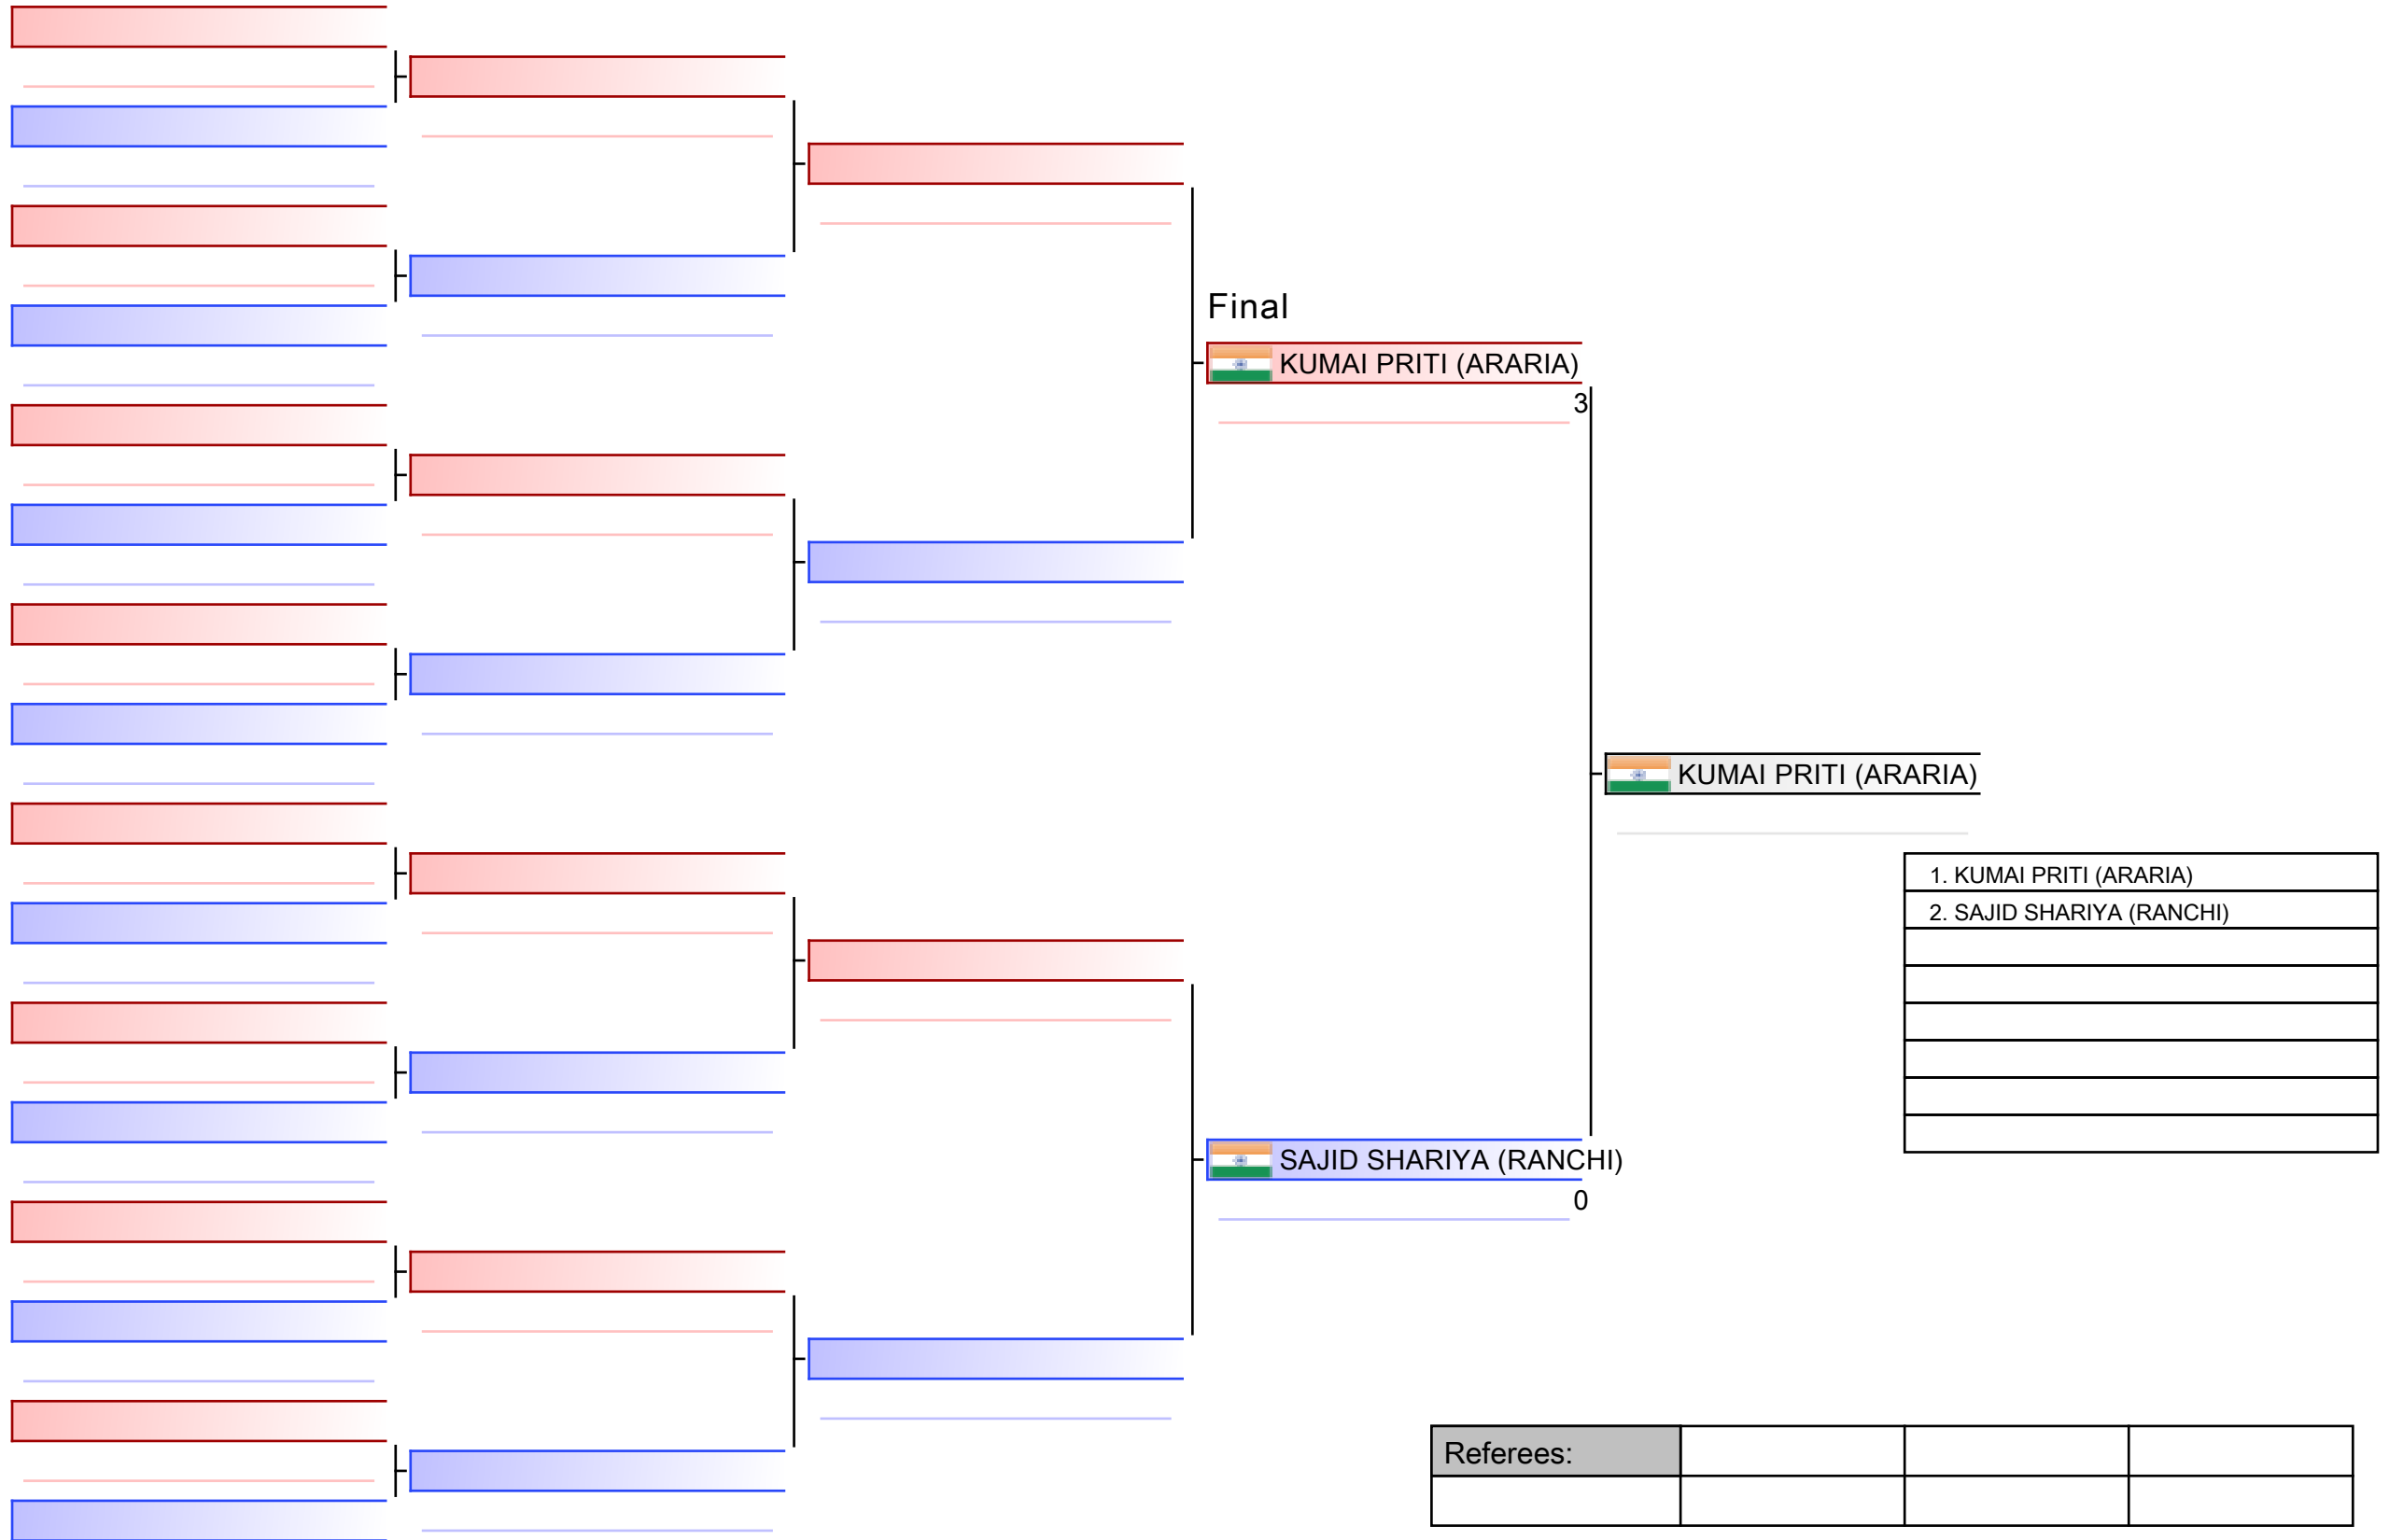 Final
KUMAI PRITI (ARARIA)
3
KUMAI PRITI (ARARIA)
1. KUMAI PRITI (ARARIA)
2. SAJID SHARIYA (RANCHI)
SAJID SHARIYA (RANCHI)
0
Referees: